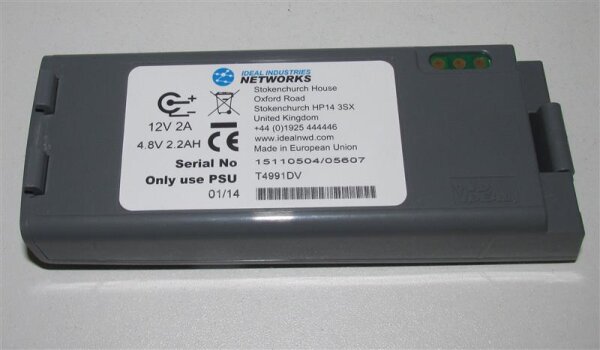 IDEAL INDUSTRIES
NETWORKS
Stokenchurch House
Oxford Road
Stokenchurch HP14 3SX
United Kingdom
+44 (0)1925 444446
www.idealnwd.com
Made in European Union
12V 2A
4.8V 2.2AH
CE
Serial No 15110504/05607
Only use PSU T4991DV
01/14